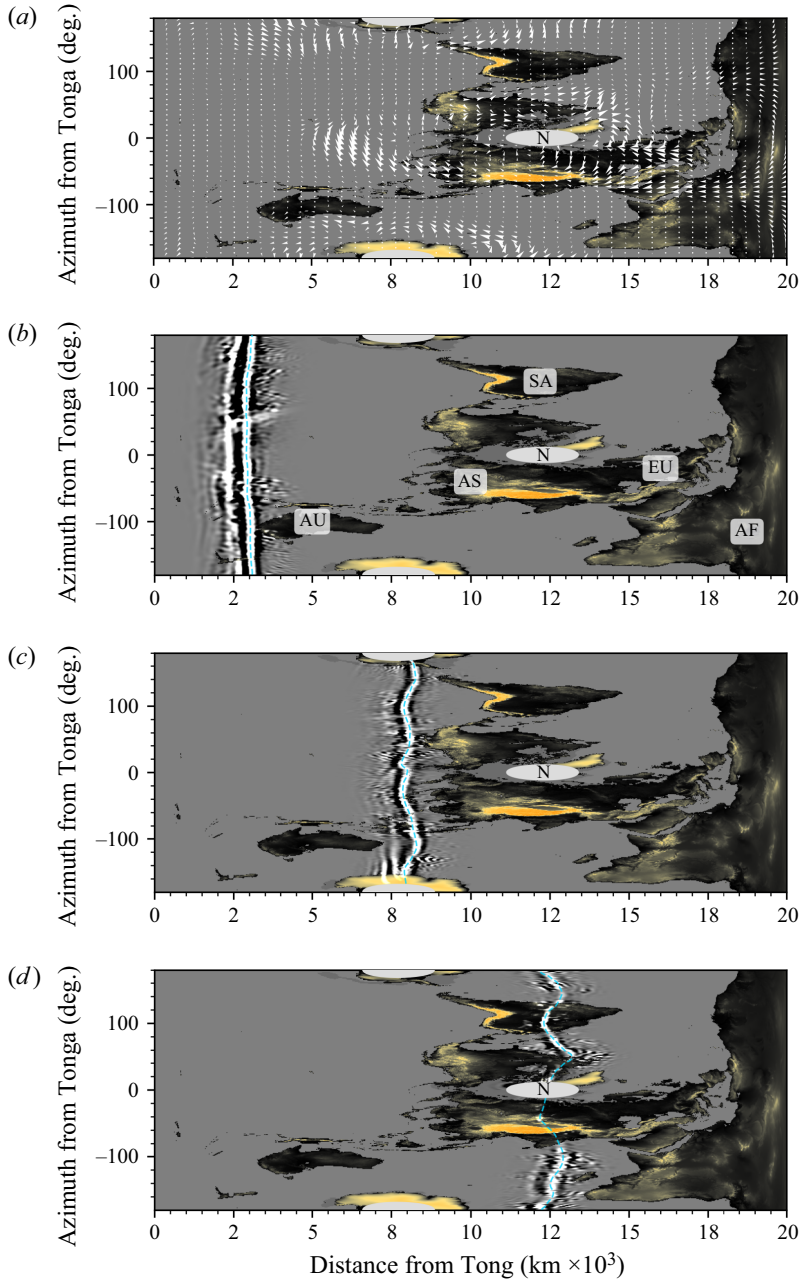 (a)
Azimuth from Tonga (deg.)
100
0
−100
N
0 2 5 8 10 12 15 18 20
(b)
Azimuth from Tonga (deg.)
100
0
−100
SA
N
EU
AS
AU
AF
0 2 5 8 10 12 15 18 20
(c)
Azimuth from Tonga (deg.)
100
0
−100
N
0 2 5 8 10 12 15 18 20
(d)
Azimuth from Tonga (deg.)
100
0
−100
N
0 2 5 8 10 12 15 18 20
Distance from Tong (km ×10³)